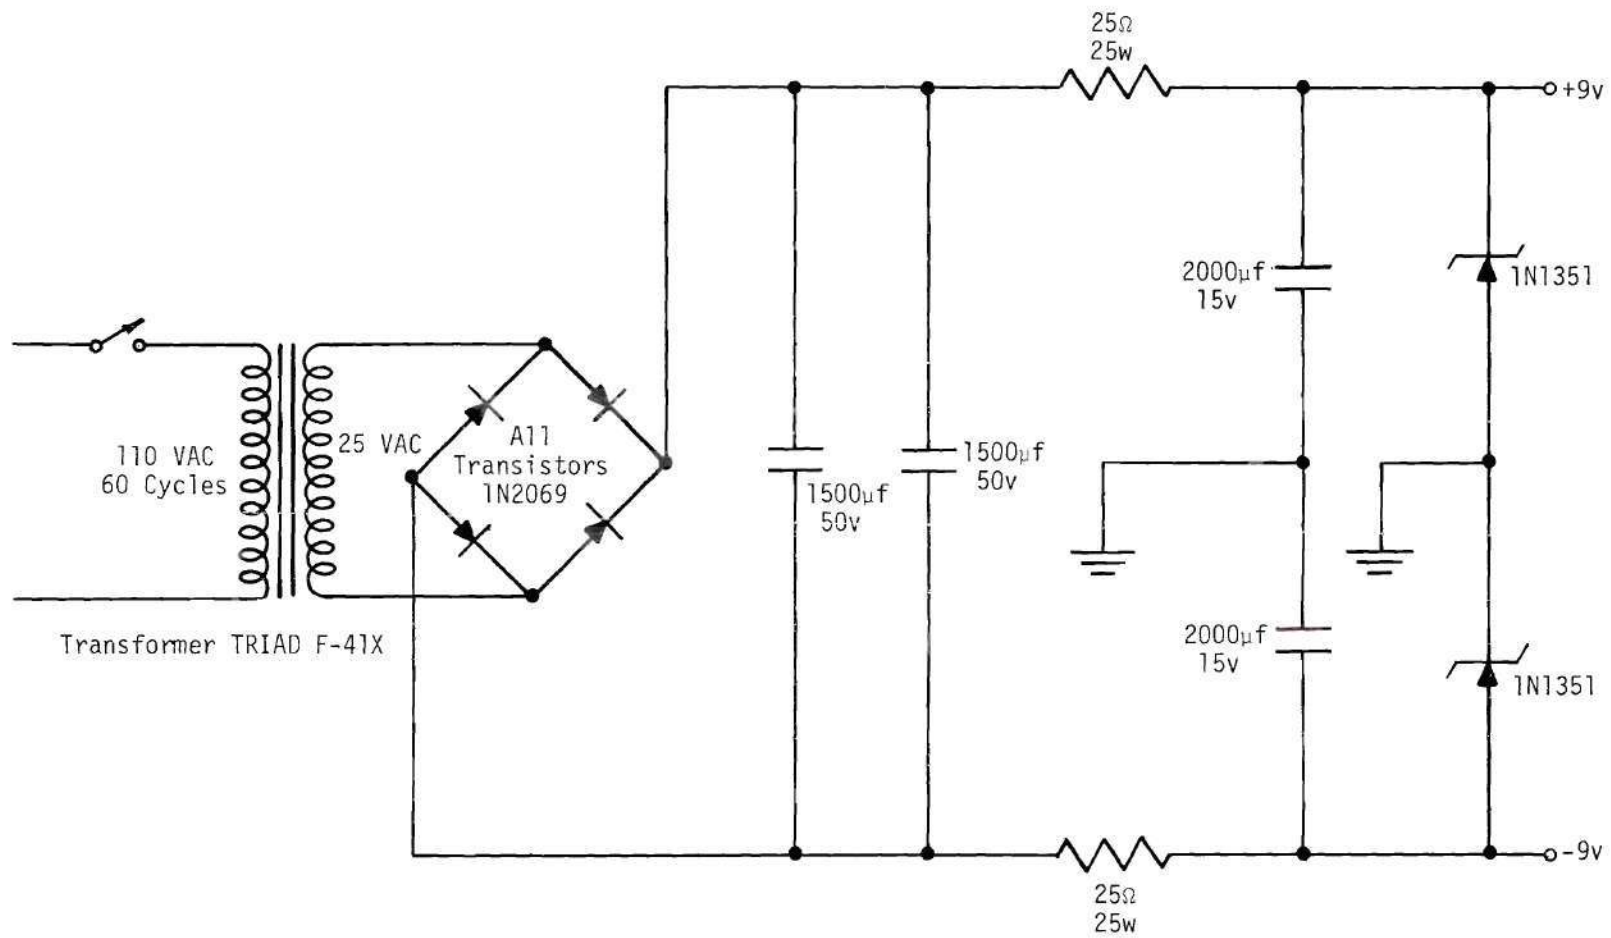 25Ω
25w
+9v
2000µf
15v
1N1351
110 VAC
60 Cycles
25 VAC
All
Transistors
1N2069
1500µf
50v
1500µf
50v
2000µf
15v
1N1351
Transformer TRIAD F-41X
-9v
25Ω
25w